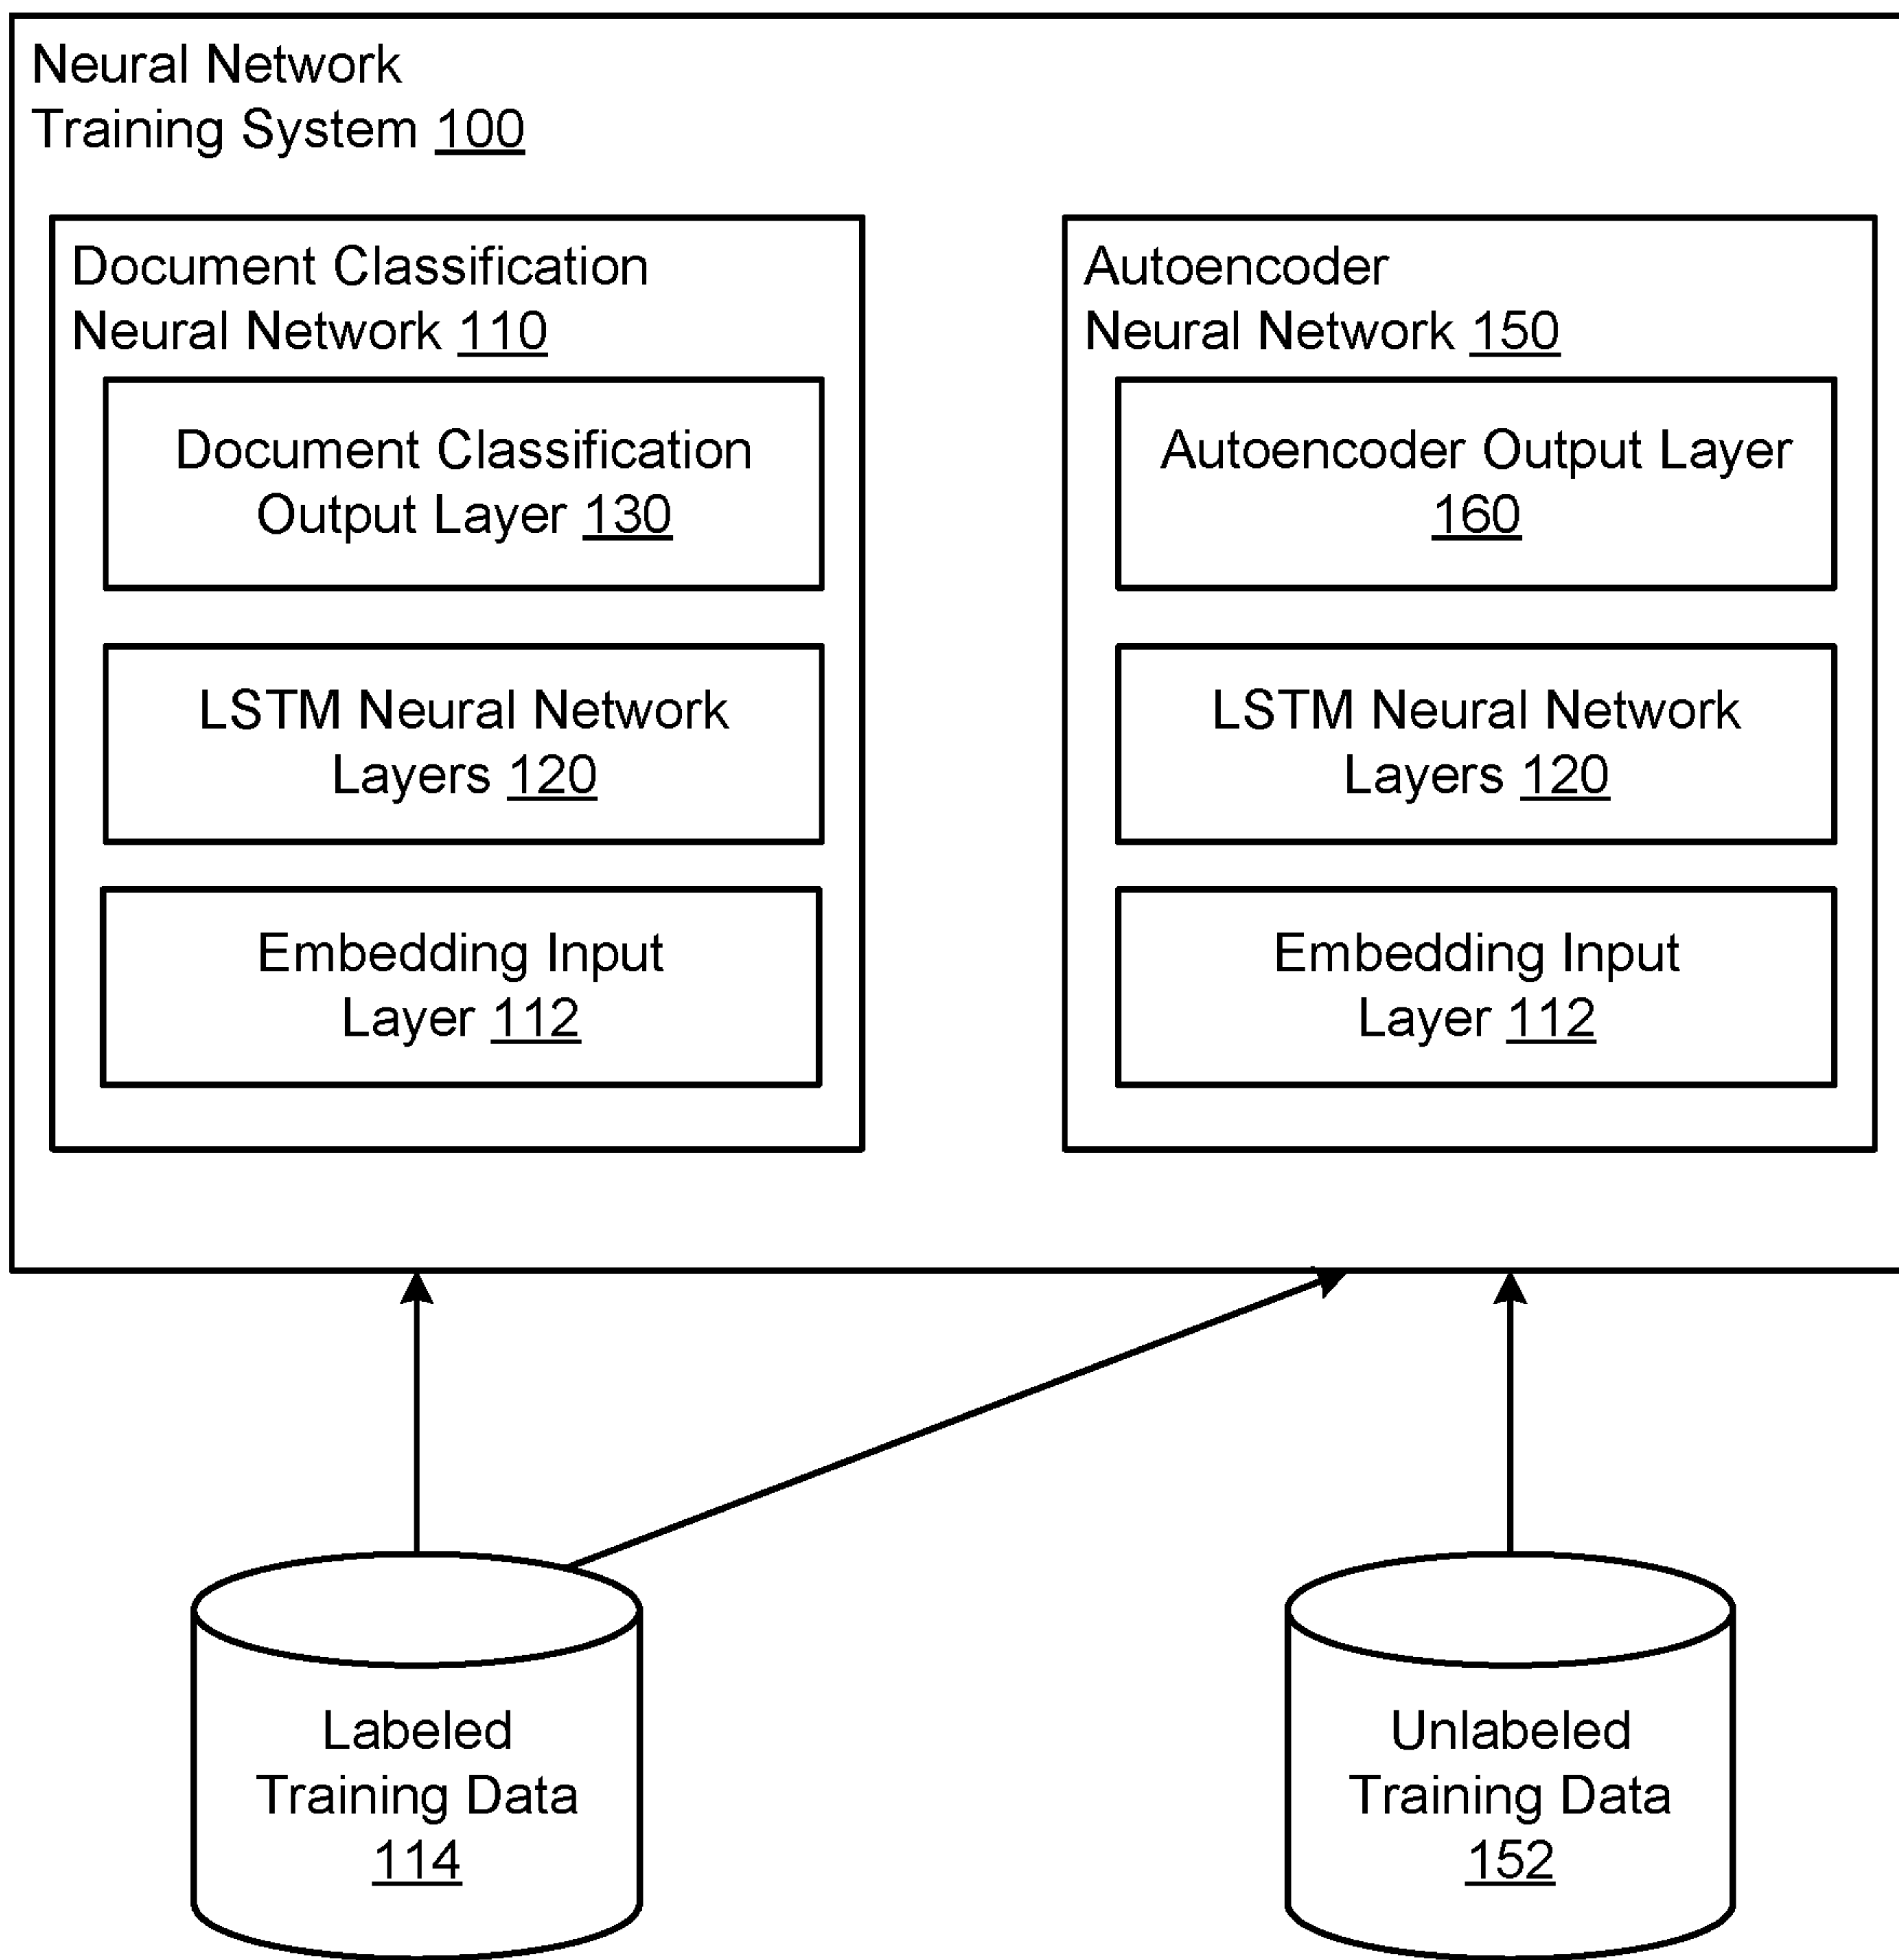 Neural Network
Training System 100
Document Classification
Neural Network 110
Document Classification
Output Layer 130
LSTM Neural Network
Layers 120
Embedding Input
Layer 112
Autoencoder
Neural Network 150
Autoencoder Output Layer
160
LSTM Neural Network
Layers 120
Embedding Input
Layer 112
Labeled
Training Data
114
Unlabeled
Training Data
152